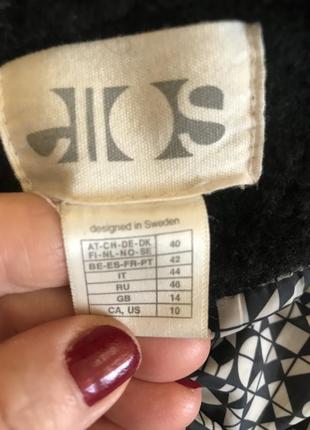 ellos
designed in Sweden
AT-CH-DE-DK 40
FI-NL-NO-SE
BE-ES-FR-PT 42
IT 44
RU 46
GB 14
CA, US 10